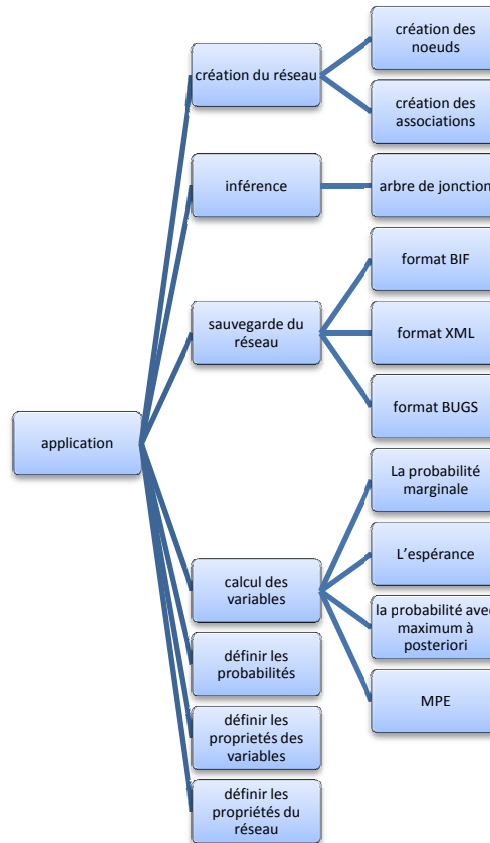 création des
noeuds
création du réseau
création des
associations
inférence
arbre de jonction
format BIF
sauvegarde du
réseau
format XML
format BUGS
application
La probabilité
marginale
L'espérance
calcul des
variables
la probabilité avec
maximum à
posteriori
MPE
définir les
probabilités
définir les
proprietés des
variables
définir les
propriétés du
réseau